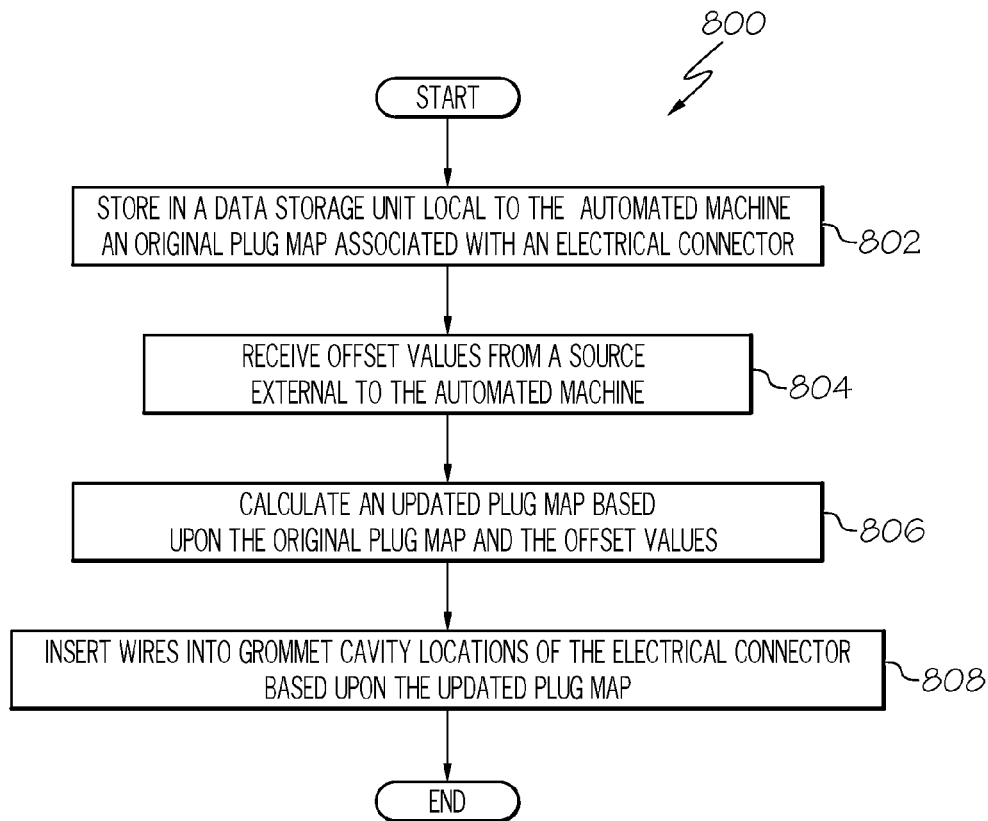 800
START
STORE IN A DATA STORAGE UNIT LOCAL TO THE AUTOMATED MACHINE
AN ORIGINAL PLUG MAP ASSOCIATED WITH AN ELECTRICAL CONNECTOR
802
RECEIVE OFFSET VALUES FROM A SOURCE
EXTERNAL TO THE AUTOMATED MACHINE
804
CALCULATE AN UPDATED PLUG MAP BASED
UPON THE ORIGINAL PLUG MAP AND THE OFFSET VALUES
806
INSERT WIRES INTO GROMMET CAVITY LOCATIONS OF THE ELECTRICAL CONNECTOR
BASED UPON THE UPDATED PLUG MAP
808
END